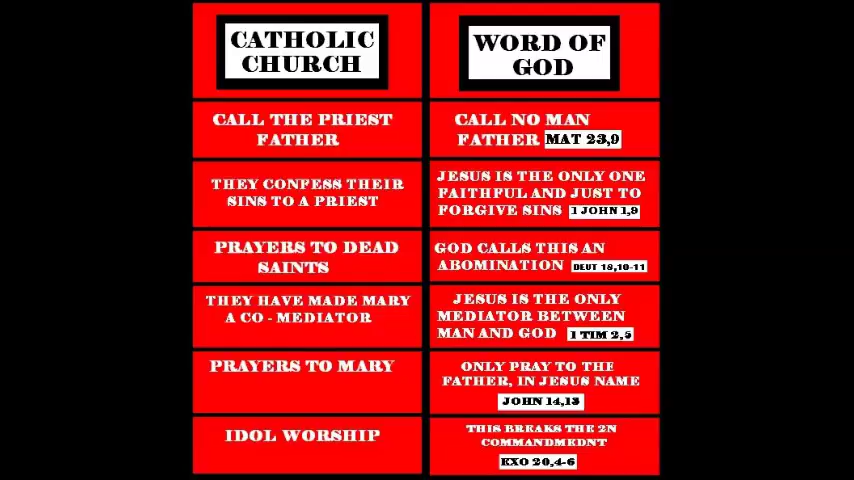 CATHOLIC
CHURCH
WORD OF
GOD
CALL THE PRIEST
FATHER
CALL NO MAN
FATHER MAT 23,9
THEY CONFESS THEIR
SINS TO A PRIEST
JESUS IS THE ONLY ONE
FAITHFUL AND JUST TO
FORGIVE SINS 1 JOHN 1,9
PRAYERS TO DEAD
SAINTS
GOD CALLS THIS AN
ABOMINATION DEUT 18,10-11
THEY HAVE MADE MARY
A CO - MEDIATOR
JESUS IS THE ONLY
MEDIATOR BETWEEN
MAN AND GOD 1 TIM 2,5
PRAYERS TO MARY
ONLY PRAY TO THE
FATHER, IN JESUS NAME
JOHN 14,13
IDOL WORSHIP
THIS BREAKS THE 2N
COMMANDMEDNT
EXO 20,4-6